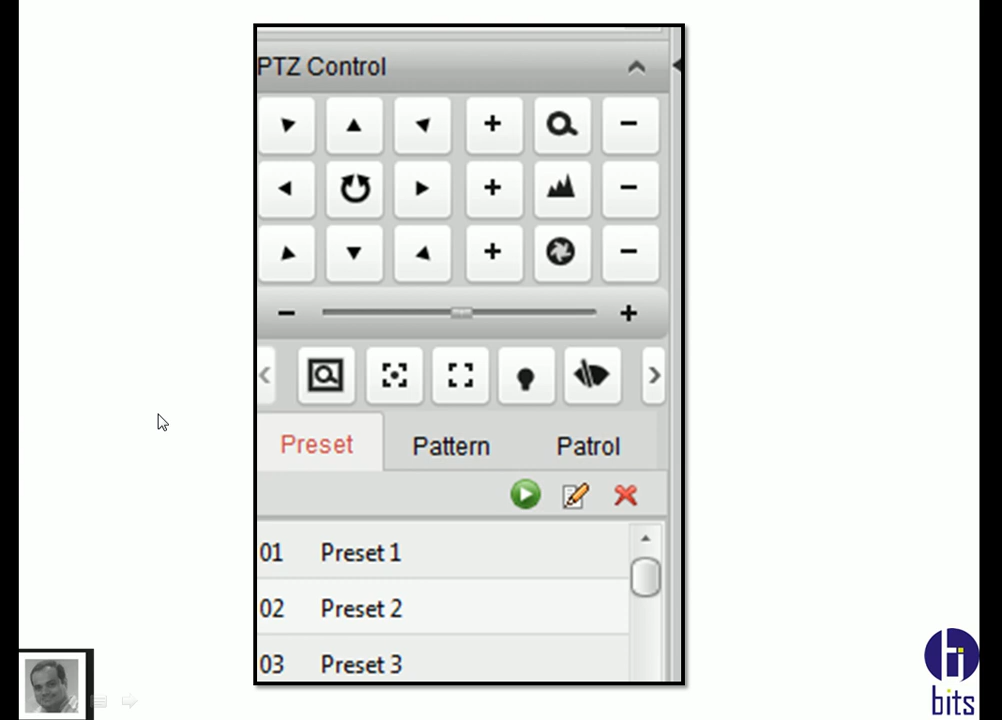 PTZ Control
Preset Pattern Patrol
01 Preset 1
02 Preset 2
03 Preset 3
bits